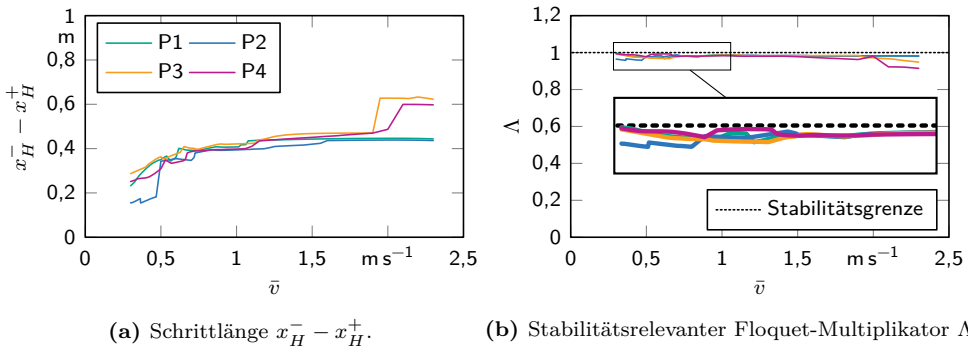 1
m
0,8
0,6
0,4
0,2
0
x_H^- − x_H^+
P1 P2
P3 P4
0 0,5 1 1,5 m s⁻¹ 2,5
v̄
(a) Schrittlänge x_H^- − x_H^+.
1,2
1
0,8
0,6
0,4
0,2
0
Λ
Stabilitätsgrenze
0 0,5 1 1,5 m s⁻¹ 2,5
v̄
(b) Stabilitätsrelevanter Floquet-Multiplikator Λ